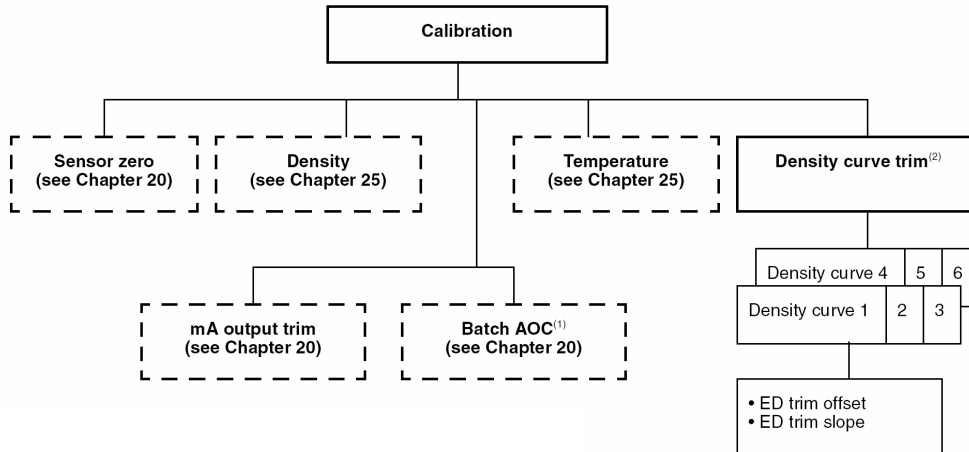 Calibration
Sensor zero
(see Chapter 20)
Density
(see Chapter 25)
Temperature
(see Chapter 25)
Density curve trim(2)
Density curve 4
5
6
Density curve 1
2
3
mA output trim
(see Chapter 20)
Batch AOC(1)
(see Chapter 20)
• ED trim offset
• ED trim slope